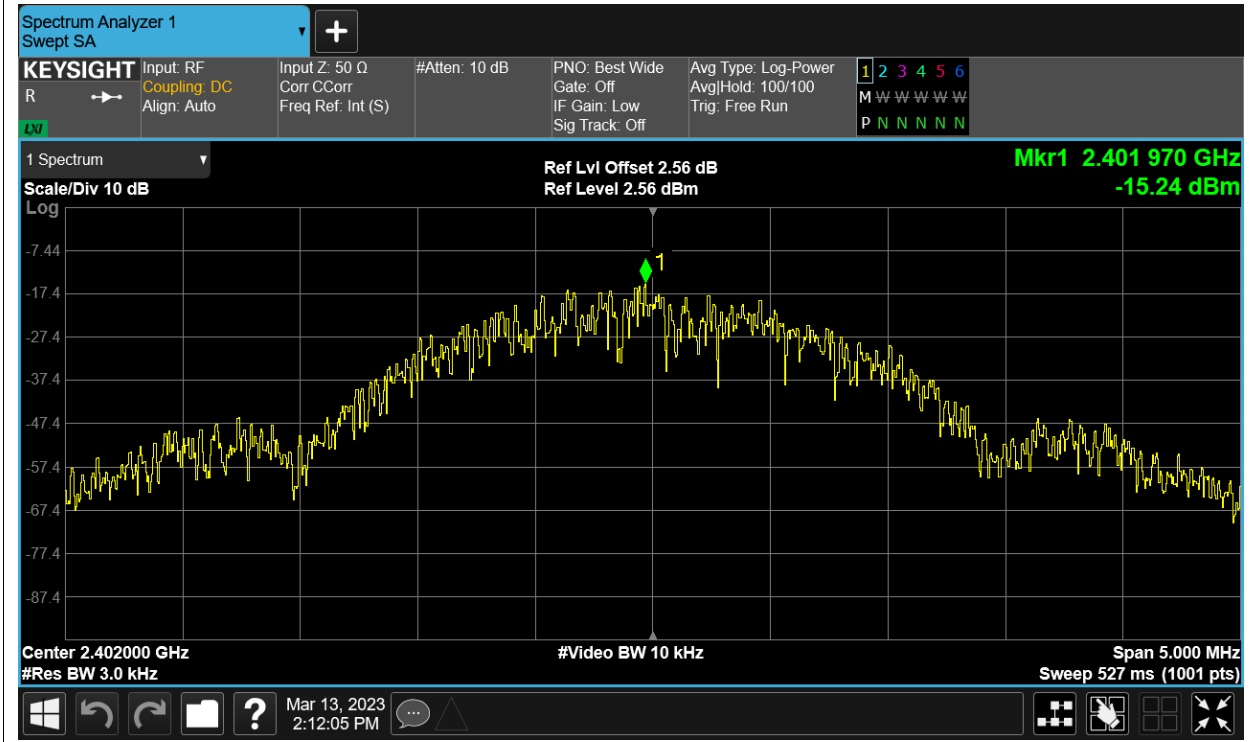 Spectrum Analyzer 1
Swept SA
KEYSIGHT
R
LXI
Input: RF
Coupling: DC
Align: Auto
Input Z: 50 Ω
Corr CCorr
Freq Ref: Int (S)
#Atten: 10 dB
PNO: Best Wide
Gate: Off
IF Gain: Low
Sig Track: Off
Avg Type: Log-Power
Avg|Hold: 100/100
Trig: Free Run
1 2 3 4 5 6
M W W W W W
P N N N N N
1 Spectrum
Scale/Div 10 dB
Log
Ref Lvl Offset 2.56 dB
Ref Level 2.56 dBm
Mkr1 2.401 970 GHz
-15.24 dBm
1
-7.44
-17.4
-27.4
-37.4
-47.4
-57.4
-67.4
-77.4
-87.4
Center 2.402000 GHz
#Res BW 3.0 kHz
#Video BW 10 kHz
Span 5.000 MHz
Sweep 527 ms (1001 pts)
?
Mar 13, 2023
2:12:05 PM